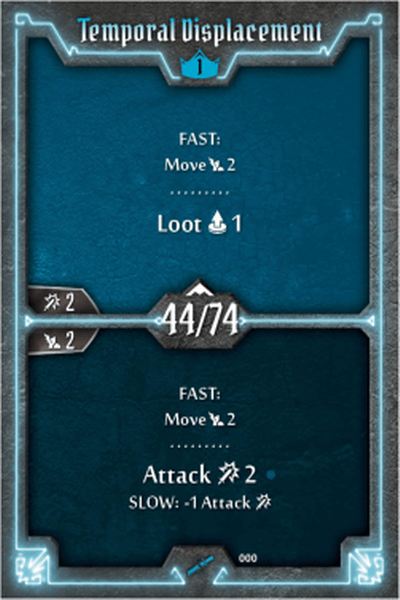 Temporal Displacement
1
FAST:
Move 2
Loot 1
2
44/74
2
FAST:
Move 2
Attack 2
SLOW: -1 Attack
000